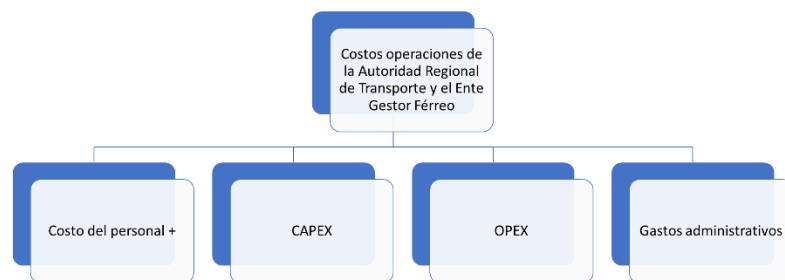 Costos operaciones de
la Autoridad Regional
de Transporte y el Ente
Gestor Férreo
Costo del personal +
CAPEX
OPEX
Gastos administrativos